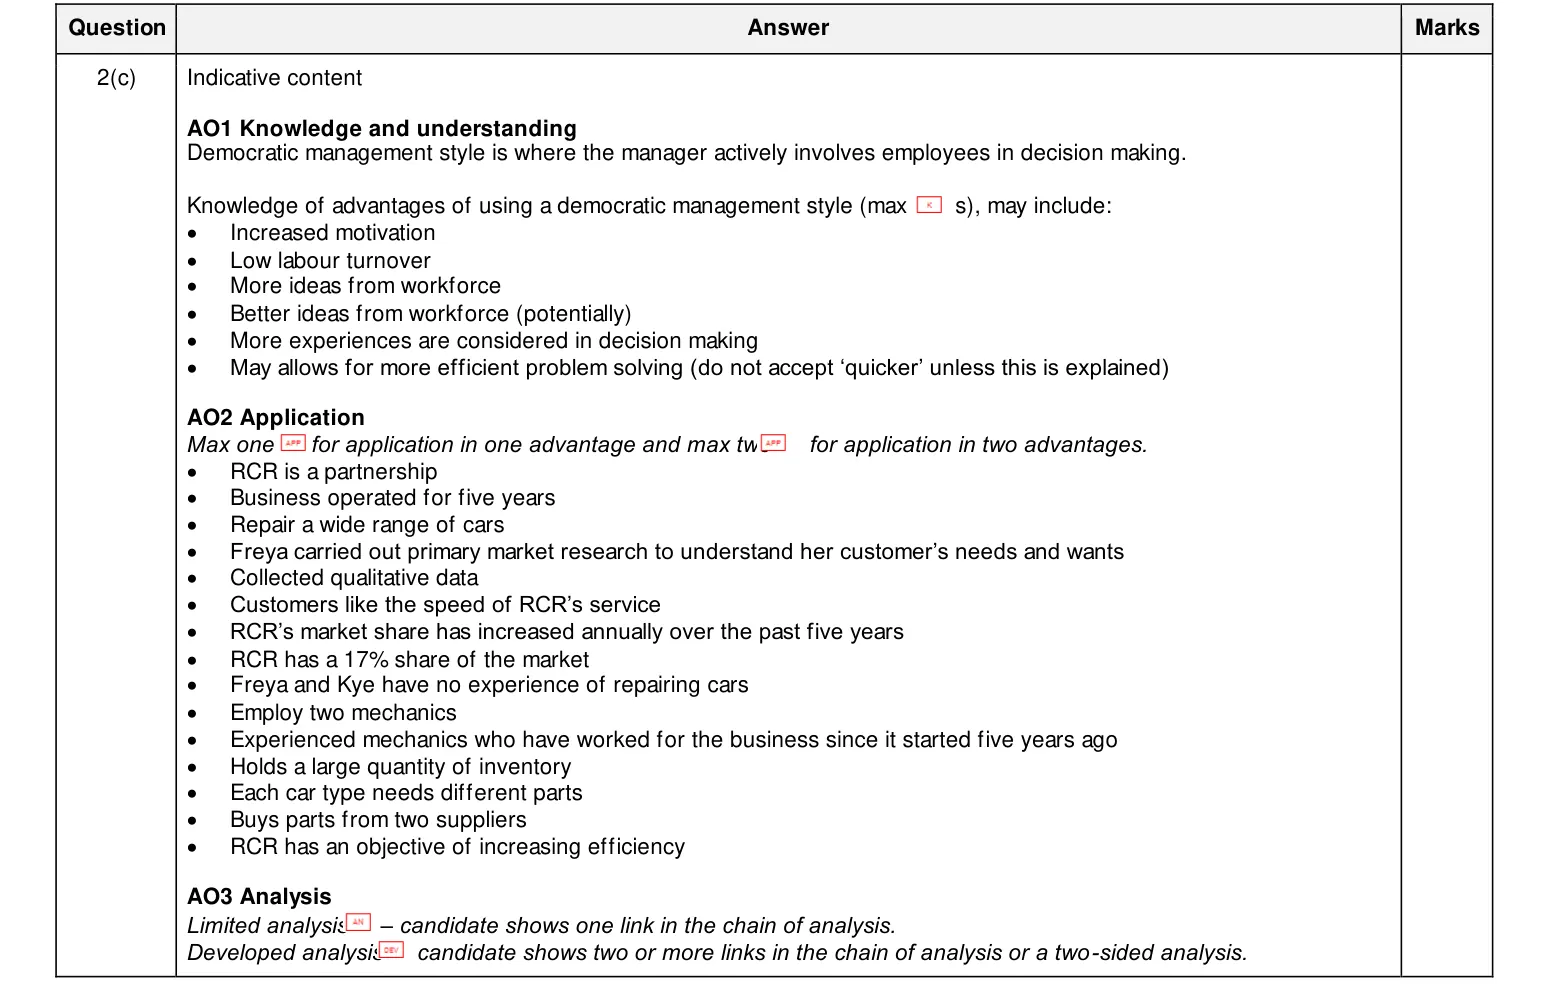 Question Answer Marks
2(c) Indicative content
AO1 Knowledge and understanding
Democratic management style is where the manager actively involves employees in decision making.
Knowledge of advantages of using a democratic management style (max K s), may include:
• Increased motivation
• Low labour turnover
• More ideas from workforce
• Better ideas from workforce (potentially)
• More experiences are considered in decision making
• May allows for more efficient problem solving (do not accept ‘quicker’ unless this is explained)
AO2 Application
Max one APP for application in one advantage and max two APP for application in two advantages.
• RCR is a partnership
• Business operated for five years
• Repair a wide range of cars
• Freya carried out primary market research to understand her customer’s needs and wants
• Collected qualitative data
• Customers like the speed of RCR’s service
• RCR’s market share has increased annually over the past five years
• RCR has a 17% share of the market
• Freya and Kye have no experience of repairing cars
• Employ two mechanics
• Experienced mechanics who have worked for the business since it started five years ago
• Holds a large quantity of inventory
• Each car type needs different parts
• Buys parts from two suppliers
• RCR has an objective of increasing efficiency
AO3 Analysis
Limited analysis AN – candidate shows one link in the chain of analysis.
Developed analysis DEV candidate shows two or more links in the chain of analysis or a two-sided analysis.